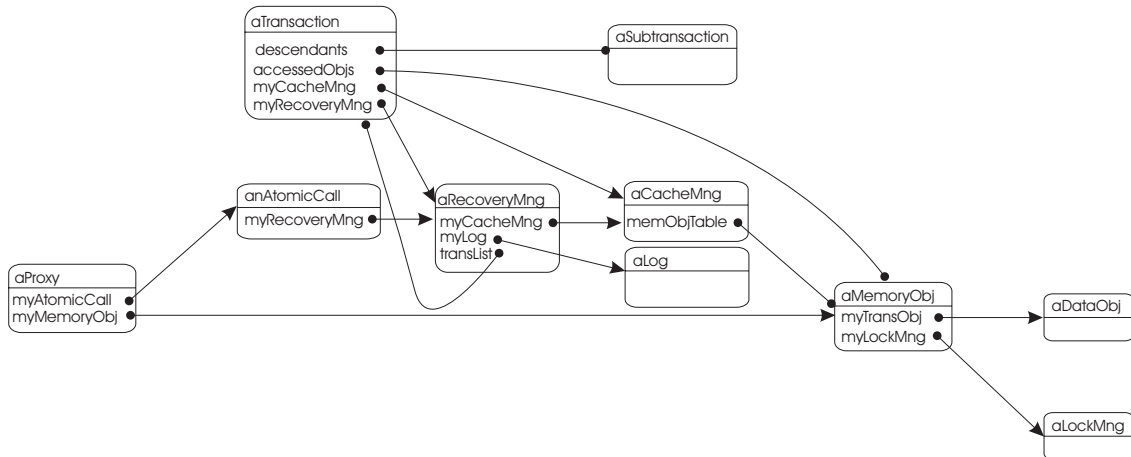 aTransaction
descendants
accessedObjs
myCacheMng
myRecoveryMng
aSubtransaction
anAtomicCall
myRecoveryMng
aRecoveryMng
myCacheMng
myLog
transList
aCacheMng
memObjTable
aLog
aProxy
myAtomicCall
myMemoryObj
aMemoryObj
myTransObj
myLockMng
aDataObj
aLockMng